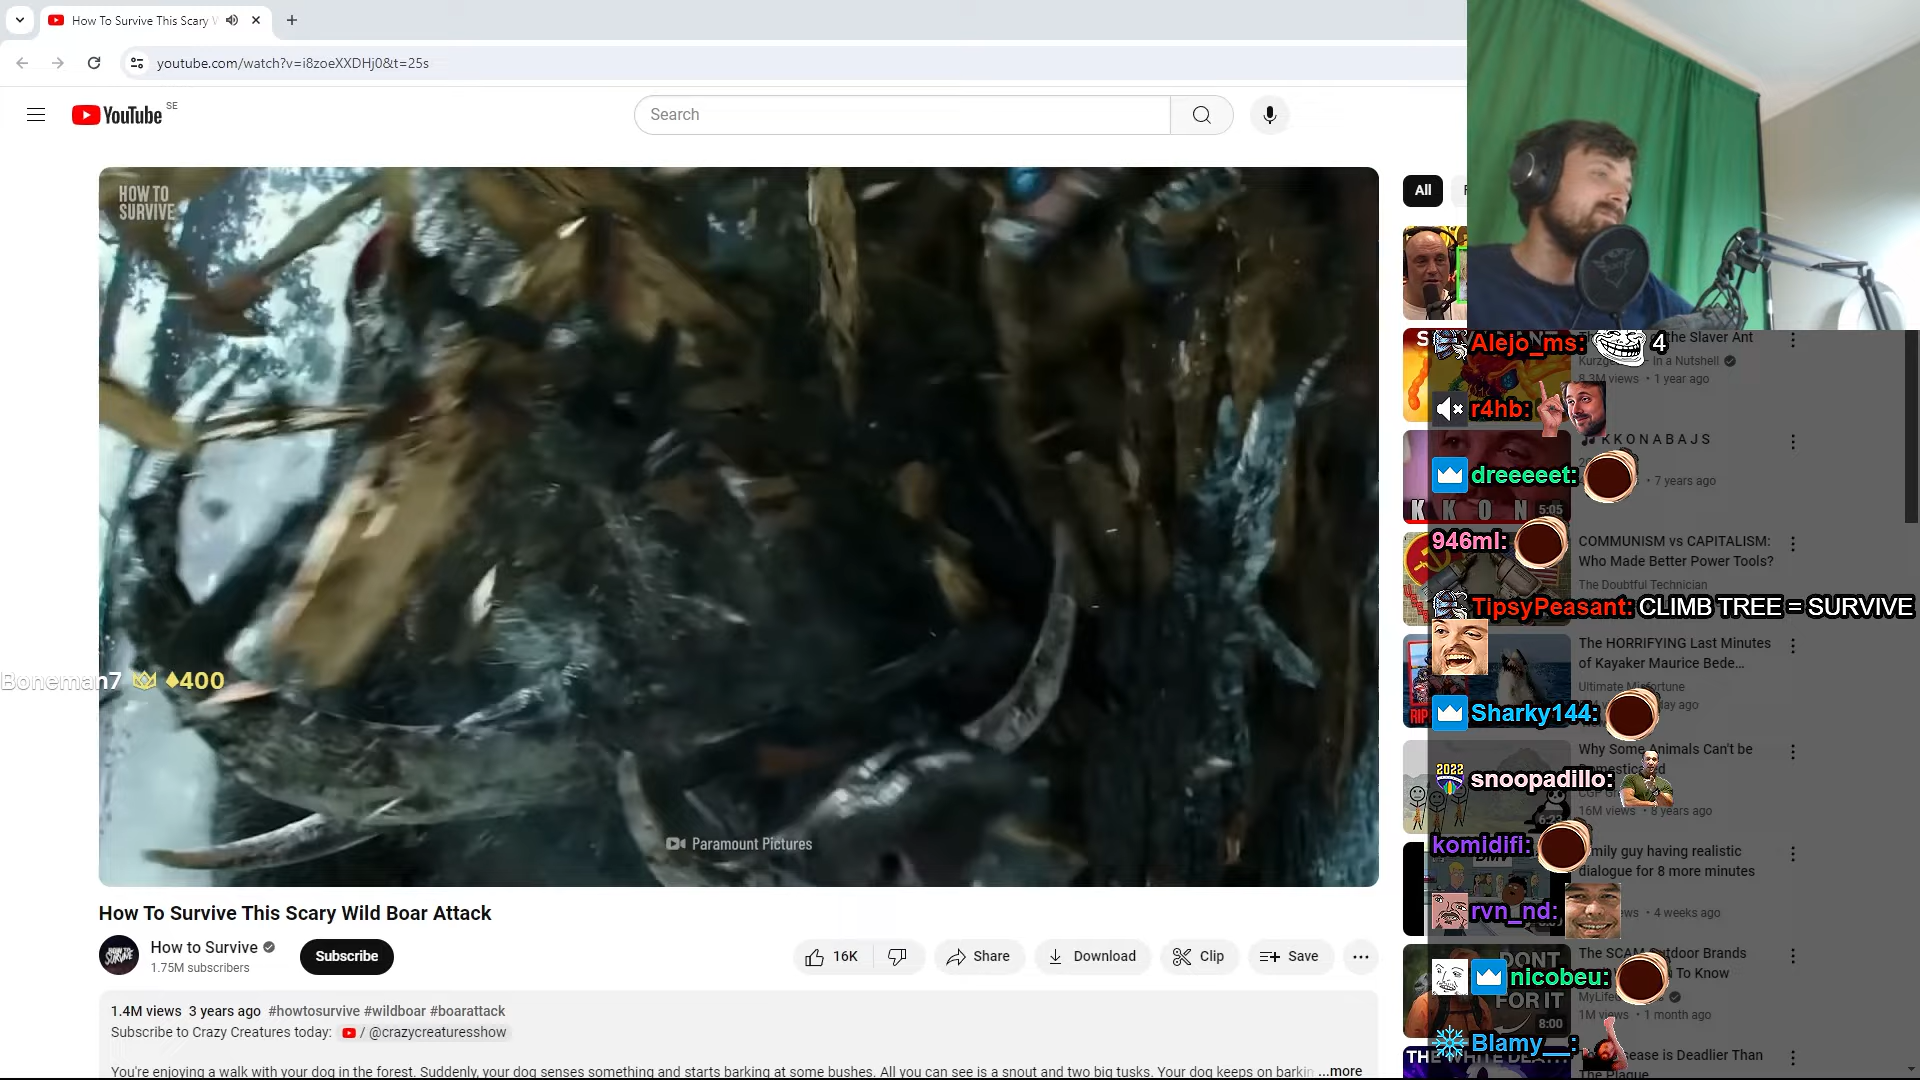 How To Survive This Scary
youtube.com/watch?v=i8zoeXXDHj0&t=25s
YouTube SE
Search
HOW TO
SURVIVE
Paramount Pictures
Boneman7 400
How To Survive This Scary Wild Boar Attack
How to Survive
1.75M subscribers
Subscribe
16K
Share
Download
Clip
Save
1.4M views 3 years ago #howtosurvive #wildboar #boarattack
Subscribe to Crazy Creatures today: / @crazycreaturesshow
You're enjoying a walk with your dog in the forest. Suddenly, your dog senses something and starts barking at some bushes. All you can see is a snout and two big tusks. Your dog keeps on barkin ...more
All
Alejo_ms: 4
the Slaver Ant
In a Nutshell
8.3M views • 1 year ago
r4hb:
K K O N A B A J S
dreeeeet:
• 7 years ago
K K O N
5:05
946ml:
COMMUNISM vs CAPITALISM:
Who Made Better Power Tools?
The Doubtful Technician
TipsyPeasant: CLIMB TREE = SURVIVE
The HORRIFYING Last Minutes
of Kayaker Maurice Bede...
Ultimate Misfortune
RIP
Sharky144:
Why Some Animals Can't be
2022
snoopadillo:
16M views • 8 years ago
komidifi:
family guy having realistic
dialogue for 8 more minutes
rvn_nd:
• 4 weeks ago
The SCAM Outdoor Brands
To Know
DONT
nicobeu:
FOR IT
8:00
1M views • 1 month ago
Blamy__:
is Deadlier Than
The Plague